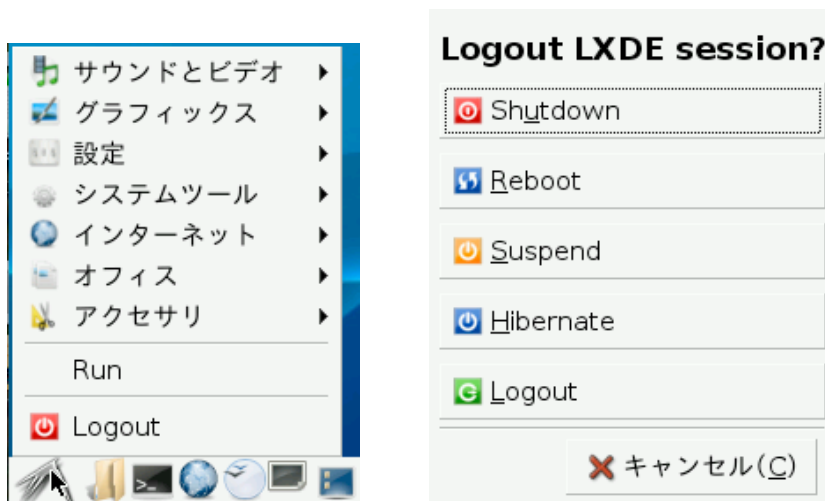 サウンドとビデオ
グラフィックス
設定
システムツール
インターネット
オフィス
アクセサリ
Run
Logout
Logout LXDE session?
Shutdown
Reboot
Suspend
Hibernate
Logout
キャンセル(C)